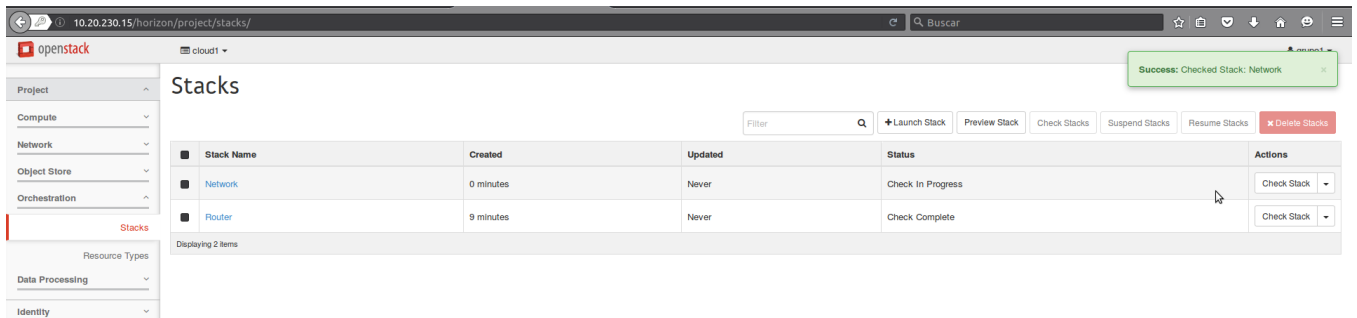 10.20.230.15/horizon/project/stacks/
Buscar
openstack
cloud1
grupo1
Success: Checked Stack: Network ×
Project
Compute
Network
Object Store
Orchestration
Stacks
Resource Types
Data Processing
Identity
Stacks
Filter
+Launch Stack Preview Stack Check Stacks Suspend Stacks Resume Stacks ×Delete Stacks
Stack Name Created Updated Status Actions
Network 0 minutes Never Check In Progress Check Stack
Router 9 minutes Never Check Complete Check Stack
Displaying 2 items